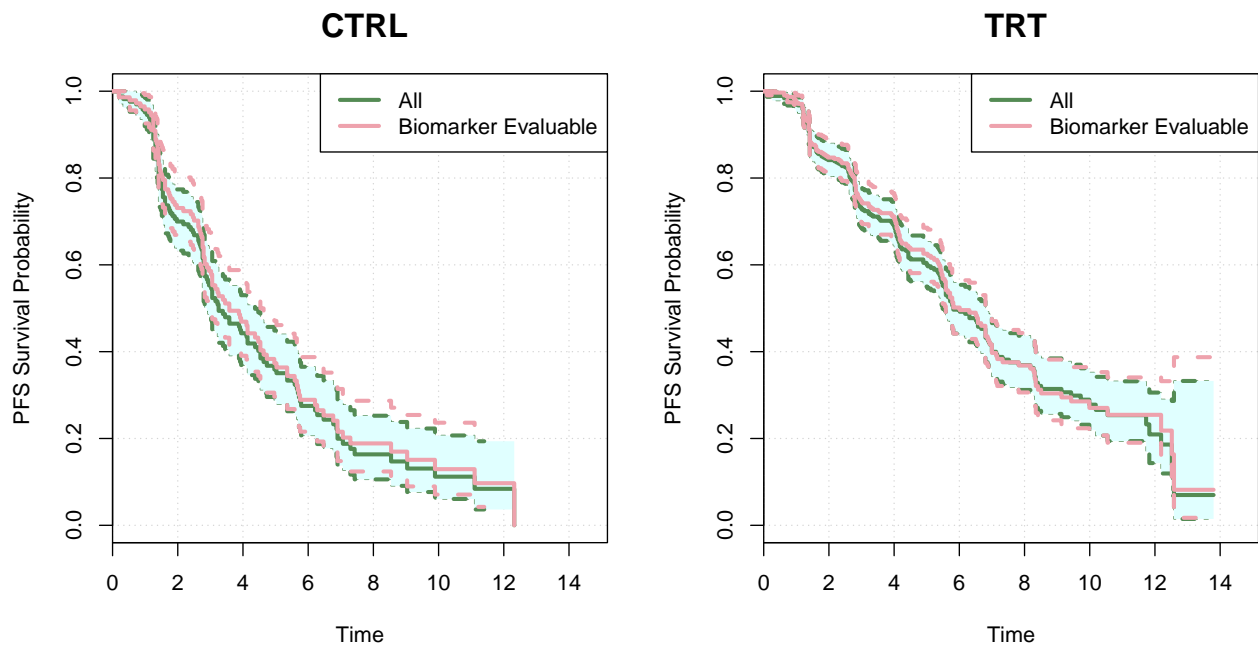 CTRL
PFS Survival Probability
1.0
0.8
0.6
0.4
0.2
0.0
All
Biomarker Evaluable
0 2 4 6 8 10 12 14
Time
TRT
PFS Survival Probability
1.0
0.8
0.6
0.4
0.2
0.0
All
Biomarker Evaluable
0 2 4 6 8 10 12 14
Time